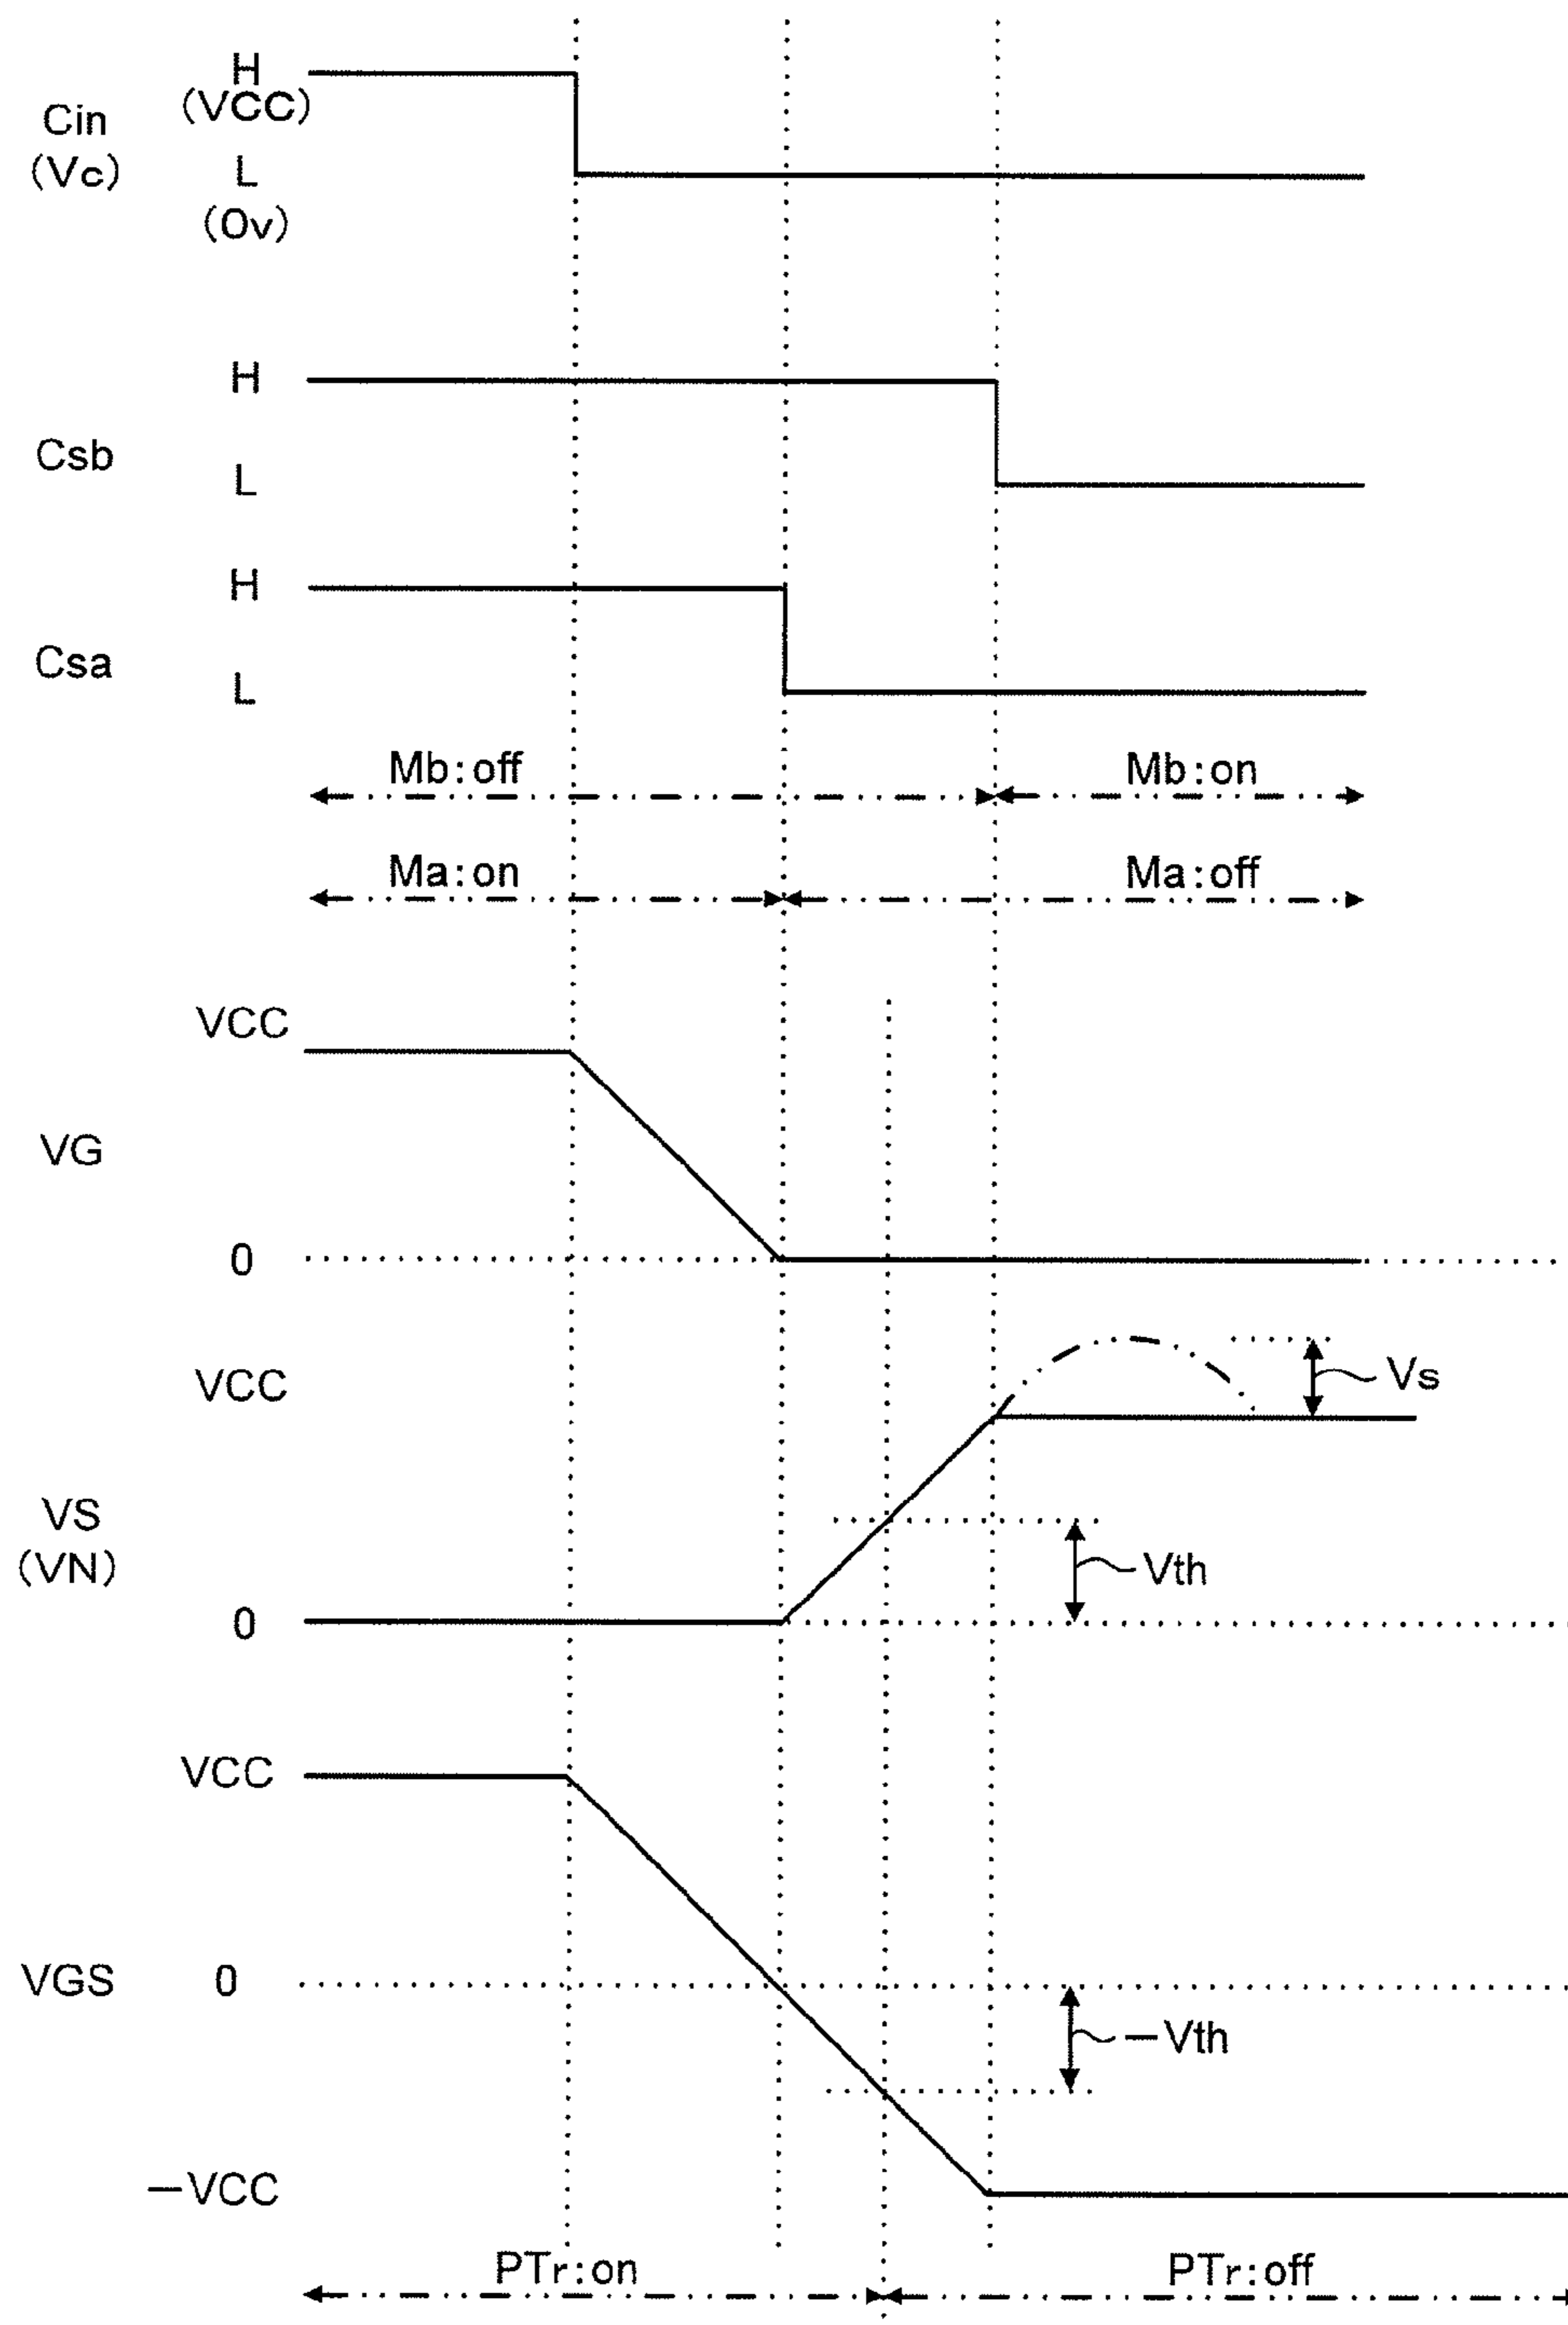 H
(VCC)
Cin
(Vc)
L
(0v)
H
Csb
L
H
Csa
L
Mb:off
Mb:on
Ma:on
Ma:off
VCC
VG
0
VCC
Vs
VS
(VN)
Vth
0
VCC
VGS
0
−Vth
−VCC
PTr:on
PTr:off